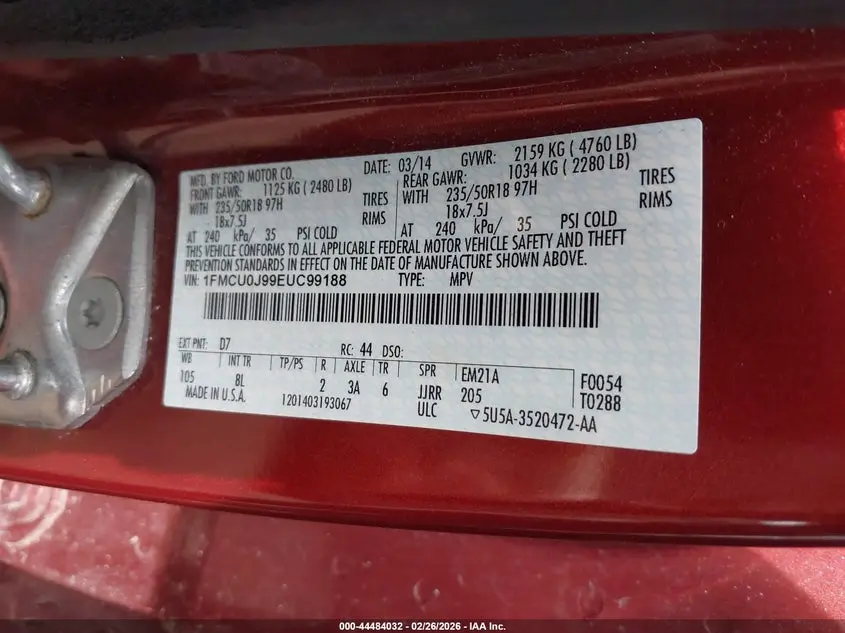 MFD. BY FORD MOTOR CO. DATE: 03/14 GVWR: 2159 KG ( 4760 LB)
FRONT GAWR: 1125 KG ( 2480 LB) REAR GAWR: 1034 KG ( 2280 LB)
WITH 235/50R18 97H TIRES WITH 235/50R18 97H TIRES
18x7.5J RIMS 18x7.5J RIMS
AT 240 kPa/ 35 PSI COLD AT 240 kPa/ 35 PSI COLD
THIS VEHICLE CONFORMS TO ALL APPLICABLE FEDERAL MOTOR VEHICLE SAFETY AND THEFT
PREVENTION STANDARDS IN EFFECT ON THE DATE OF MANUFACTURE SHOWN ABOVE.
VIN: 1FMCU0J99EUC99188 TYPE: MPV
EXT PNT: D7 RC: 44 DSO:
WB INT TR TP/PS R AXLE TR SPR EM21A F0054
105 8L 2 3A 6 JJRR 205 T0288
MADE IN U.S.A. 1201403193067 ULC ▽5U5A-3520472-AA
000-44484032 - 02/26/2026 - IAA Inc.